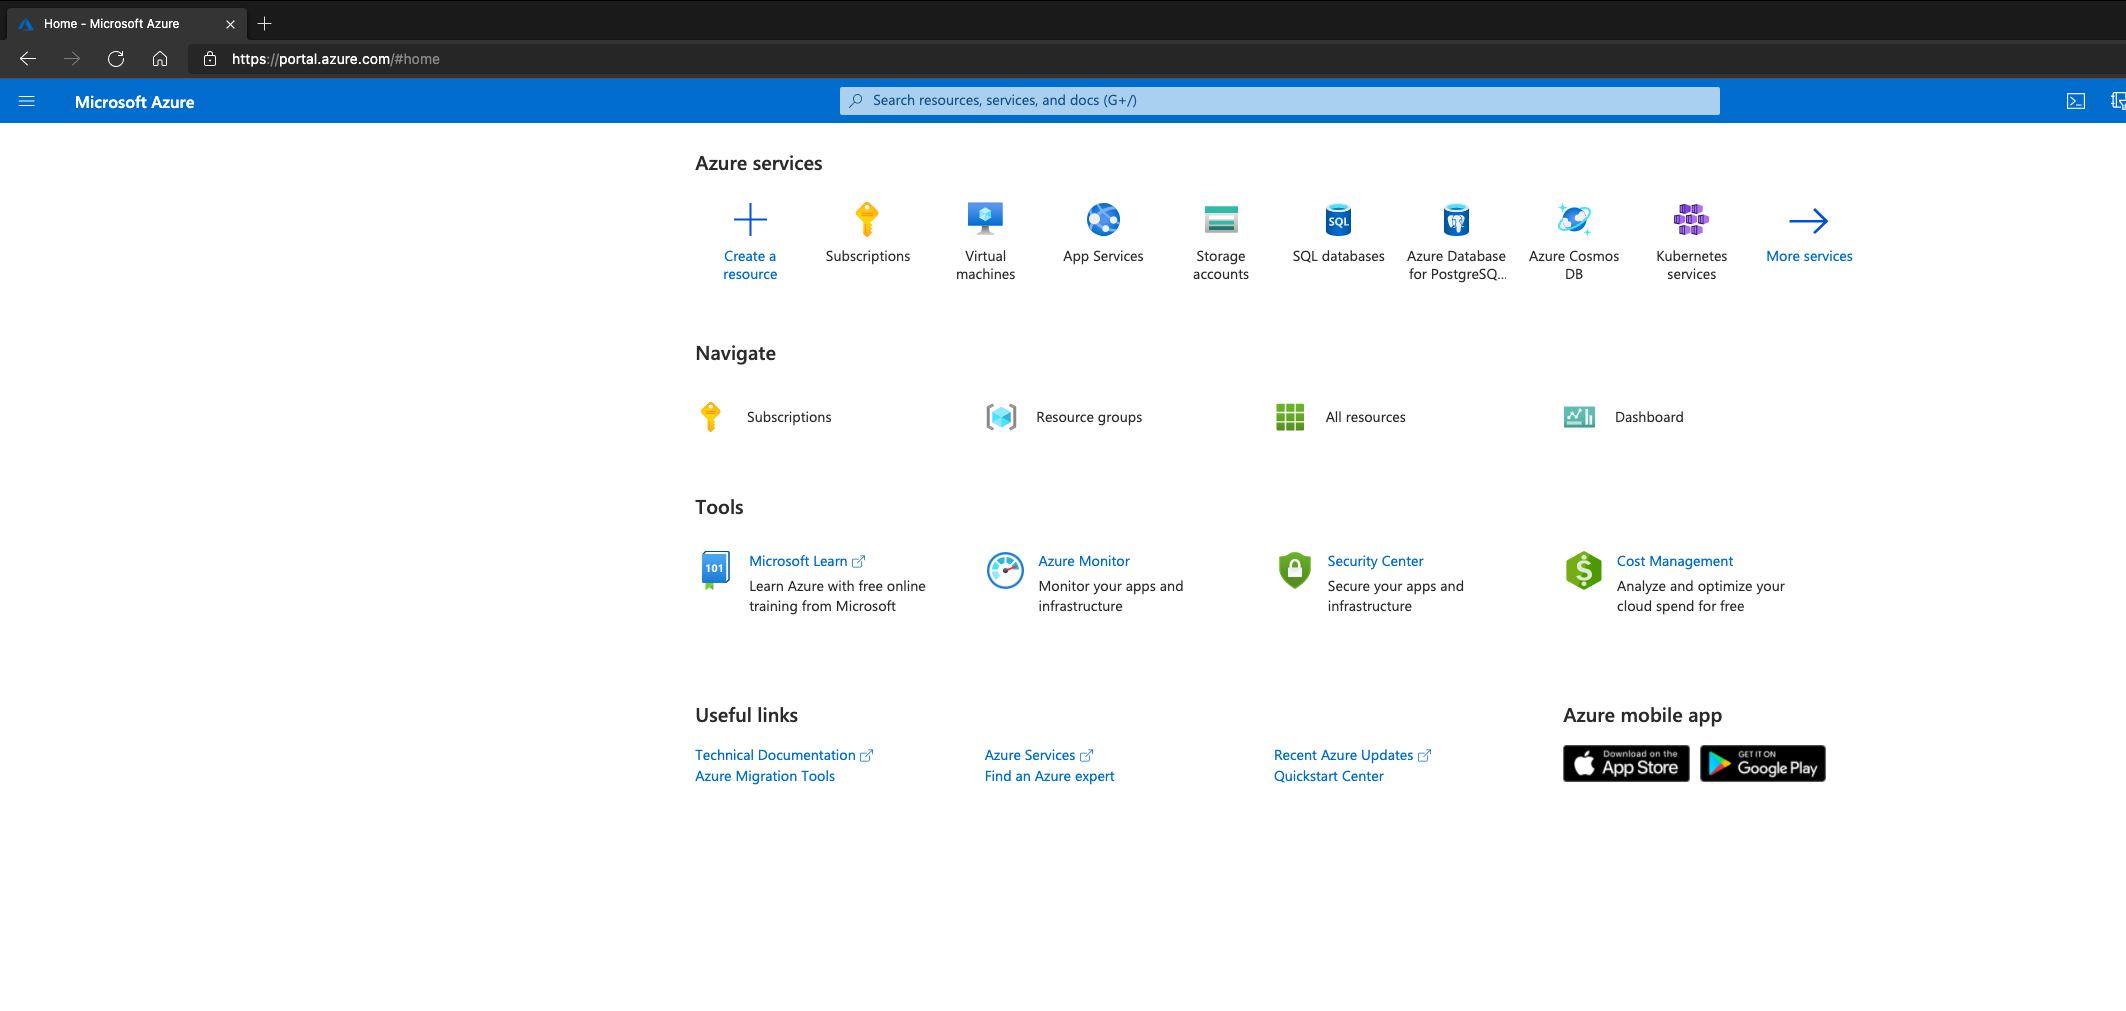 Home - Microsoft Azure
https://portal.azure.com/#home
Microsoft Azure
Search resources, services, and docs (G+/)
Azure services
Create a
resource
Subscriptions
Virtual
machines
App Services
Storage
accounts
SQL
SQL databases
Azure Database
for PostgreSQ...
Azure Cosmos
DB
Kubernetes
services
More services
Navigate
Subscriptions
Resource groups
All resources
Dashboard
Tools
101
Microsoft Learn
Learn Azure with free online
training from Microsoft
Azure Monitor
Monitor your apps and
infrastructure
Security Center
Secure your apps and
infrastructure
$
Cost Management
Analyze and optimize your
cloud spend for free
Useful links
Technical Documentation
Azure Migration Tools
Azure Services
Find an Azure expert
Recent Azure Updates
Quickstart Center
Azure mobile app
Download on the
App Store
GET IT ON
Google Play